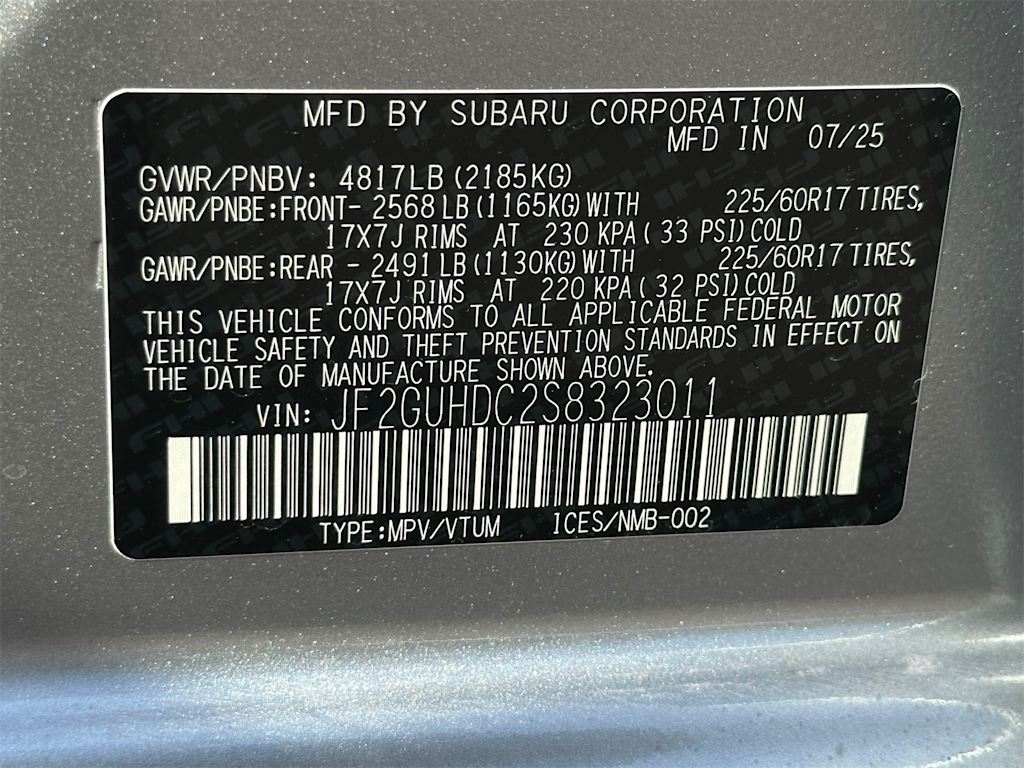 MFD BY SUBARU CORPORATION
MFD IN 07/25
GVWR/PNBV: 4817LB (2185KG)
GAWR/PNBE:FRONT- 2568 LB (1165KG) WITH 225/60R17 TIRES,
17X7J RIMS AT 230 KPA ( 33 PSI) COLD
GAWR/PNBE:REAR - 2491 LB (1130KG) WITH 225/60R17 TIRES,
17X7J RIMS AT 220 KPA ( 32 PSI) COLD
THIS VEHICLE CONFORMS TO ALL APPLICABLE FEDERAL MOTOR
VEHICLE SAFETY AND THEFT PREVENTION STANDARDS IN EFFECT ON
THE DATE OF MANUFACTURE SHOWN ABOVE.
VIN: JF2GUHDC2S8323011
TYPE:MPV/VTUM ICES/NMB-002